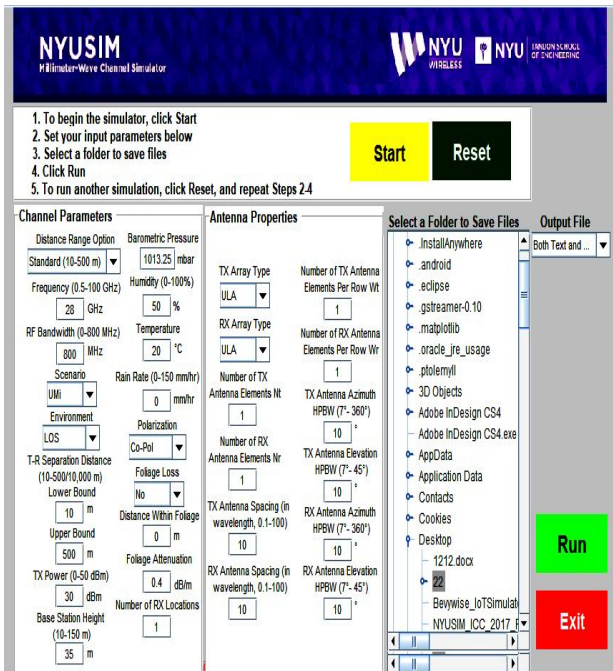 NYUSIM
Millimeter-Wave Channel Simulator
NYU
WIRELESS
NYU
TANDON SCHOOL
OF ENGINEERING
1. To begin the simulator, click Start
2. Set your input parameters below
3. Select a folder to save files
4. Click Run
5. To run another simulation, click Reset, and repeat Steps 2-4
Start
Reset
Channel Parameters
Distance Range Option
Standard (10-500 m)
Frequency (0.5-100 GHz)
28 GHz
RF Bandwidth (0-800 MHz)
800 MHz
Scenario
UMi
Environment
LOS
T-R Separation Distance
(10-500/10,000 m)
Lower Bound
10 m
Upper Bound
500 m
TX Power (0-50 dBm)
30 dBm
Base Station Height
(10-150 m)
35 m
Barometric Pressure
1013.25 mbar
Humidity (0-100%)
50 %
Temperature
20 °C
Rain Rate (0-150 mm/hr)
0 mm/hr
Polarization
Co-Pol
Foliage Loss
No
Distance Within Foliage
0 m
Foliage Attenuation
0.4 dB/m
Number of RX Locations
1
Antenna Properties
TX Array Type
ULA
RX Array Type
ULA
Number of TX
Antenna Elements Nt
1
Number of RX
Antenna Elements Nr
1
TX Antenna Spacing (in
wavelength, 0.1-100)
10
RX Antenna Spacing (in
wavelength, 0.1-100)
10
Number of TX Antenna
Elements Per Row Wt
1
Number of RX Antenna
Elements Per Row Wr
1
TX Antenna Azimuth
HPBW (7°- 360°)
10 °
TX Antenna Elevation
HPBW (7°- 45°)
10 °
RX Antenna Azimuth
HPBW (7°- 360°)
10 °
RX Antenna Elevation
HPBW (7°- 45°)
10 °
Select a Folder to Save Files
.InstallAnywhere
.android
.eclipse
.gstreamer-0.10
.matplotlib
.oracle_jre_usage
.ptolemyII
3D Objects
Adobe InDesign CS4
Adobe InDesign CS4.exe
AppData
Application Data
Contacts
Cookies
Desktop
1212.docx
22
Bevywise_IoTSimulat
NYUSIM_ICC_2017_F
Output File
Both Text and ...
Run
Exit